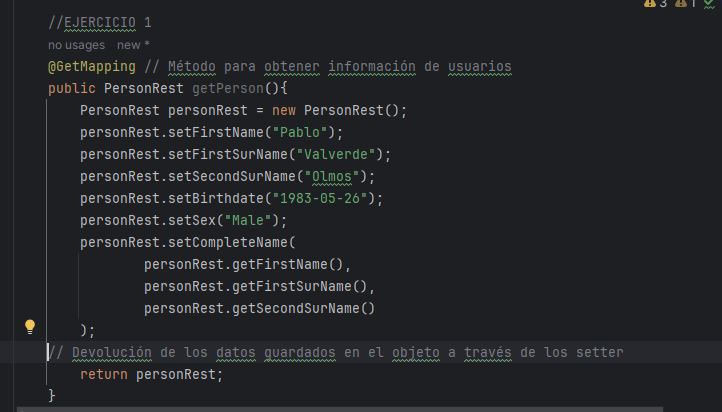 3 1
//EJERCICIO 1
no usages new *
@GetMapping // Método para obtener información de usuarios
public PersonRest getPerson(){
PersonRest personRest = new PersonRest();
personRest.setFirstName("Pablo");
personRest.setFirstSurName("Valverde");
personRest.setSecondSurName("Olmos");
personRest.setBirthdate("1983-05-26");
personRest.setSex("Male");
personRest.setCompleteName(
personRest.getFirstName(),
personRest.getFirstSurName(),
personRest.getSecondSurName()
);
// Devolución de los datos guardados en el objeto a través de los setter
return personRest;
}